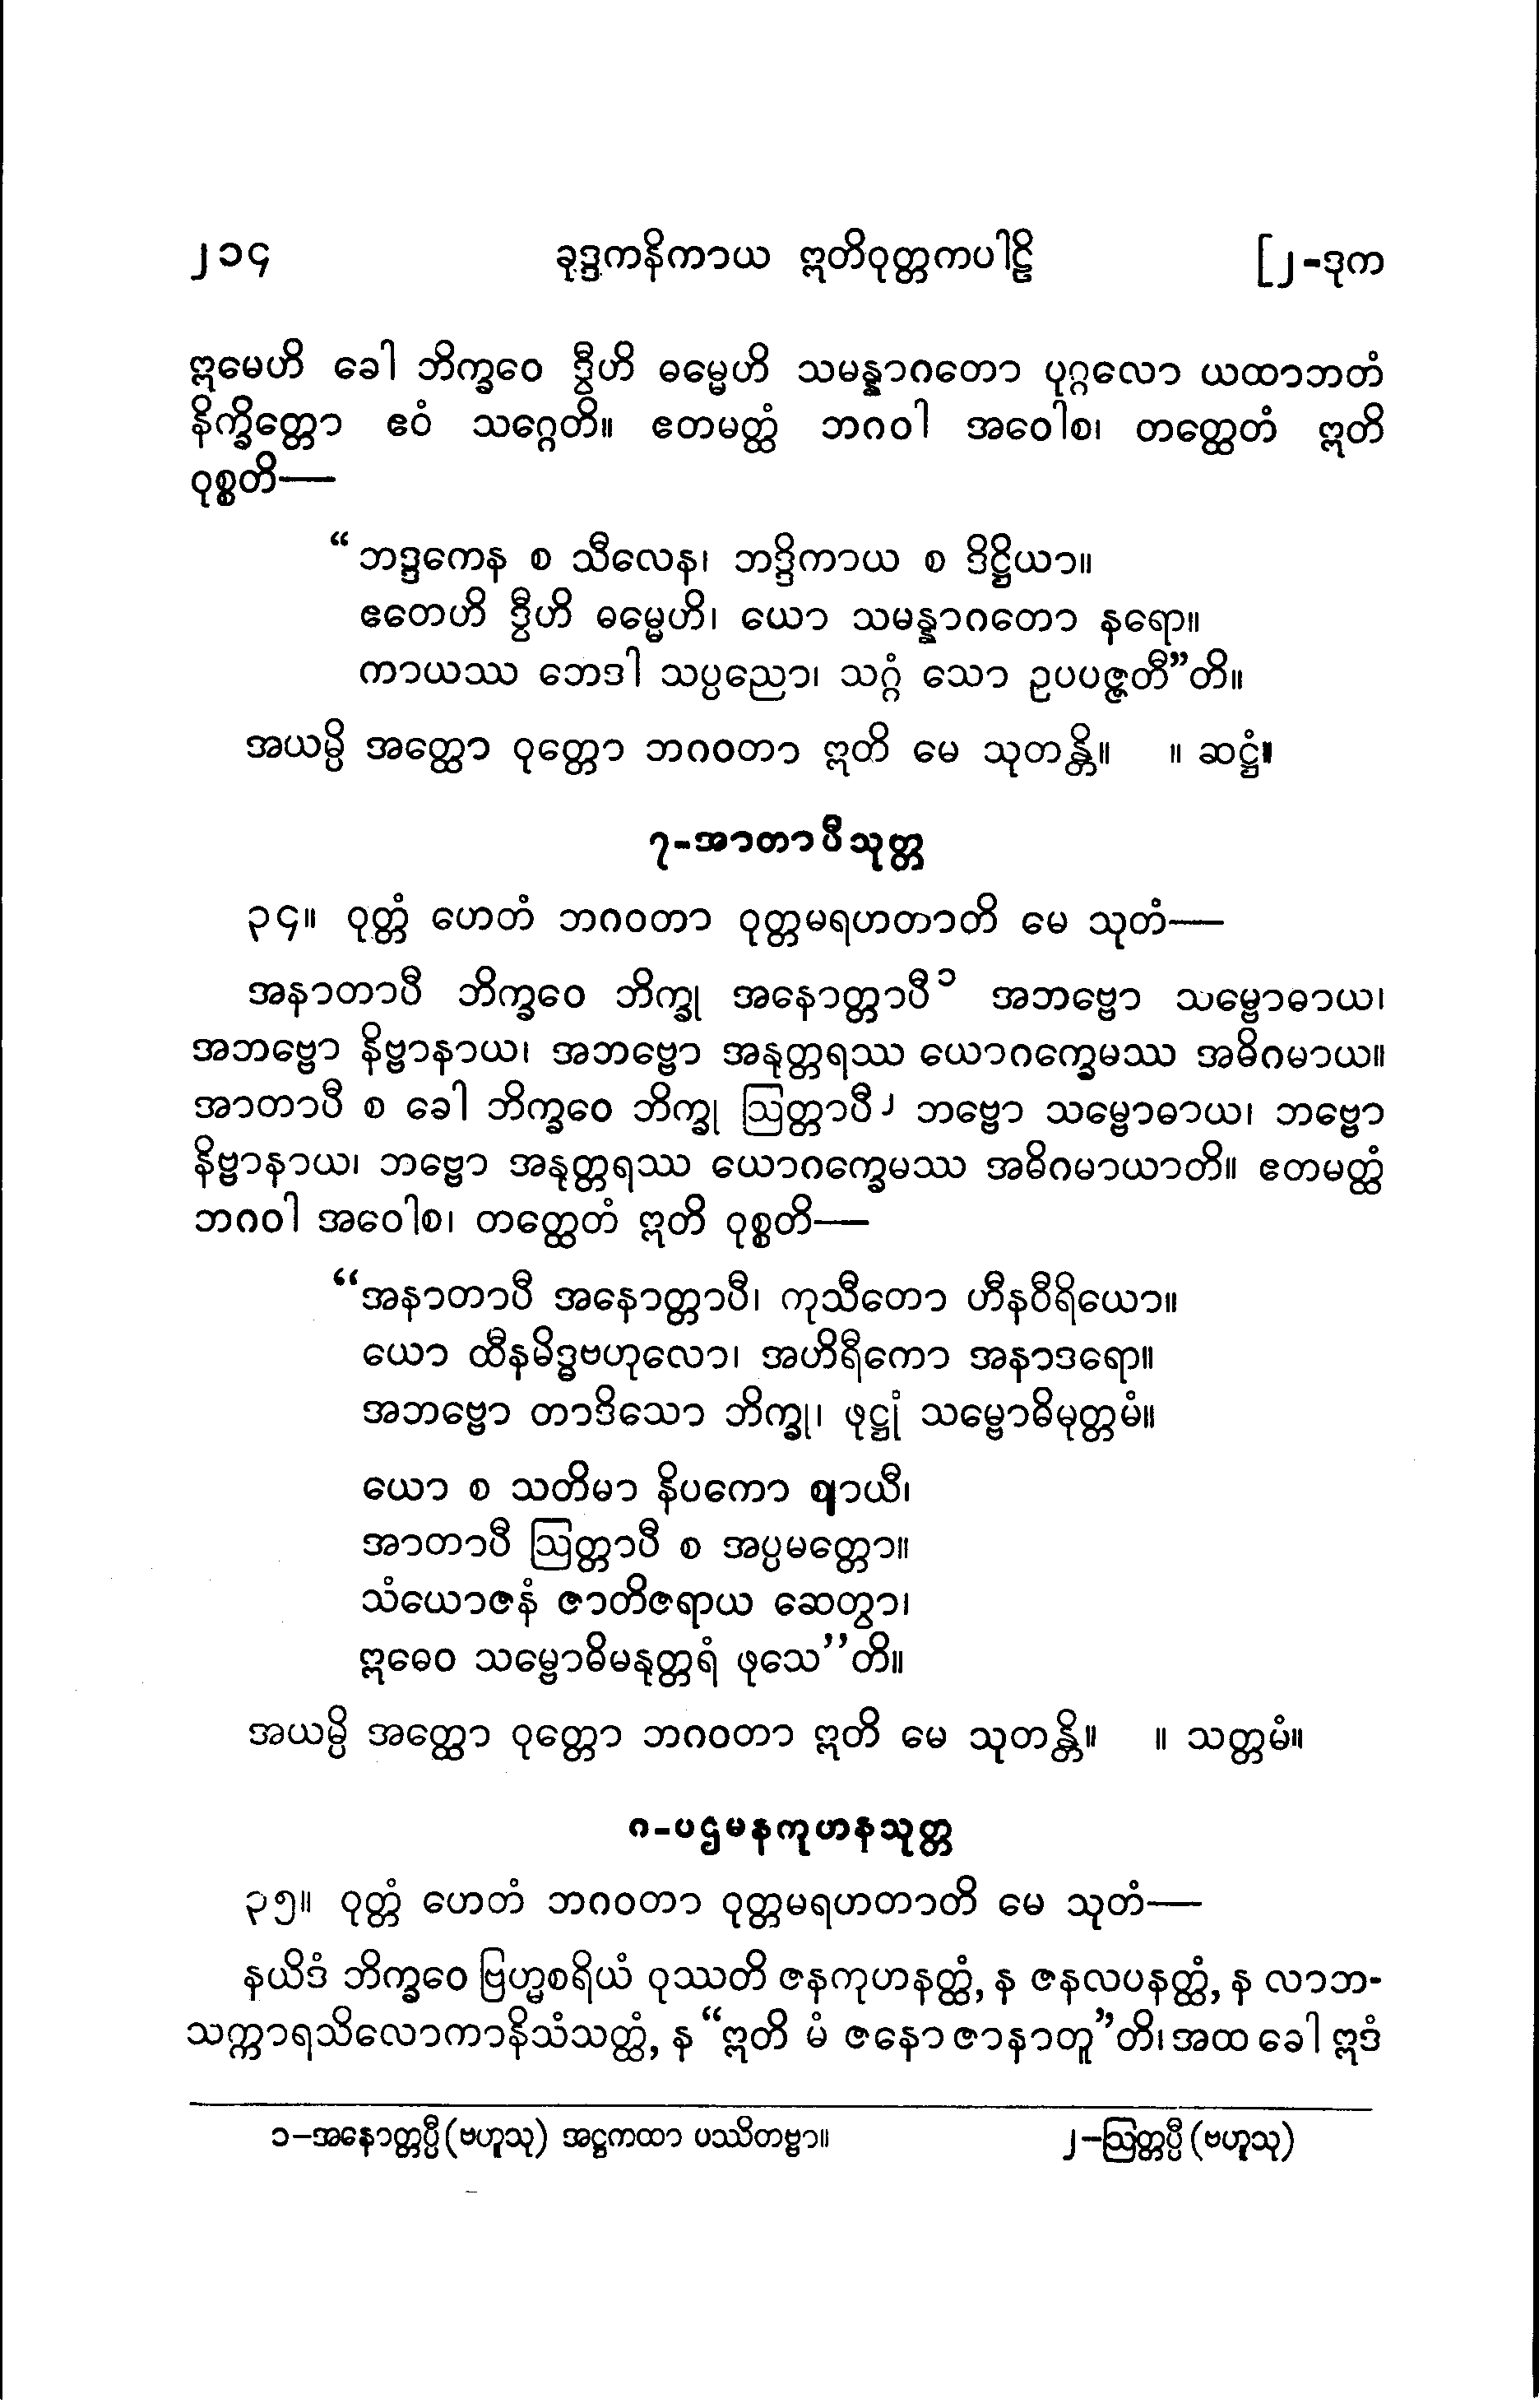 ၂၁၄ ခုဒ္ဒကနိကာယ ဣတိဝုတ္တကပါဠိ [၂-ဒုက
ဣမေဟိ ခေါ ဘိက္ခဝေ ဒွီဟိ ဓမ္မေဟိ သမန္နာဂတော ပုဂ္ဂလော ယထာဘတံ
နိက္ခိတ္တော ဧဝံ သဂ္ဂေတိ။ ဧတမတ္ထံ ဘဂဝါ အဝေါစ၊ တတ္ထေတံ ဣတိ
ဝုစ္စတိ—
“ဘဒ္ဒကေန စ သီလေန၊ ဘဒ္ဒိကာယ စ ဒိဋ္ဌိယာ။
ဧတေဟိ ဒွီဟိ ဓမ္မေဟိ၊ ယော သမန္နာဂတော နရော။
ကာယဿ ဘေဒါ သပ္ပညော၊ သဂ္ဂံ သော ဥပပဇ္ဇတီ”တိ။
အယမ္ပိ အတ္ထော ဝုတ္တော ဘဂဝတာ ဣတိ မေ သုတန္တိ။ ။ ဆဋ္ဌံ။
၇-အာတာပီသုတ္တ
၃၄။ ဝုတ္တံ ဟေတံ ဘဂဝတာ ဝုတ္တမရဟတာတိ မေ သုတံ—
အနာတာပီ ဘိက္ခဝေ ဘိက္ခု အနောတ္တာပီ၁ အဘဗ္ဗော သမ္ဗောဓာယ၊
အဘဗ္ဗော နိဗ္ဗာနာယ၊ အဘဗ္ဗော အနုတ္တရဿ ယောဂက္ခေမဿ အဓိဂမာယ။
အာတာပီ စ ခေါ ဘိက္ခဝေ ဘိက္ခု ဩတ္တာပီ၂ ဘဗ္ဗော သမ္ဗောဓာယ၊ ဘဗ္ဗော
နိဗ္ဗာနာယ၊ ဘဗ္ဗော အနုတ္တရဿ ယောဂက္ခေမဿ အဓိဂမာယာတိ။ ဧတမတ္ထံ
ဘဂဝါ အဝေါစ၊ တတ္ထေတံ ဣတိ ဝုစ္စတိ—
“အနာတာပီ အနောတ္တာပီ၊ ကုသီတော ဟီနဝီရိယော။
ယော ထီနမိဒ္ဓဗဟုလော၊ အဟိရီကော အနာဒရော။
အဘဗ္ဗော တာဒိသော ဘိက္ခု၊ ဖုဋ္ဌုံ သမ္ဗောဓိမုတ္တမံ။
ယော စ သတိမာ နိပကော ဈာယီ၊
အာတာပီ ဩတ္တာပီ စ အပ္ပမတ္တော။
သံယောဇနံ ဇာတိဇရာယ ဆေတွာ၊
ဣဓေဝ သမ္ဗောဓိမနုတ္တရံ ဖုသေ’’တိ။
အယမ္ပိ အတ္ထော ဝုတ္တော ဘဂဝတာ ဣတိ မေ သုတန္တိ။ ။ သတ္တမံ။
၈-ပဌမနကုဟနသုတ္တ
၃၅။ ဝုတ္တံ ဟေတံ ဘဂဝတာ ဝုတ္တမရဟတာတိ မေ သုတံ—
နယိဒံ ဘိက္ခဝေ ဗြဟ္မစရိယံ ဝုဿတိ ဇနကုဟနတ္ထံ, န ဇနလပနတ္ထံ, န လာဘ-
သက္ကာရသိလောကာနိသံသတ္ထံ, န “ဣတိ မံ ဇနော ဇာနာတူ”တိ၊ အထ ခေါ ဣဒံ
၁—အနောတ္တပ္ပီ (ဗဟူသု) အဋ္ဌကထာ ပဿိတဗ္ဗာ။ ၂—ဩတ္တပ္ပီ (ဗဟူသု)